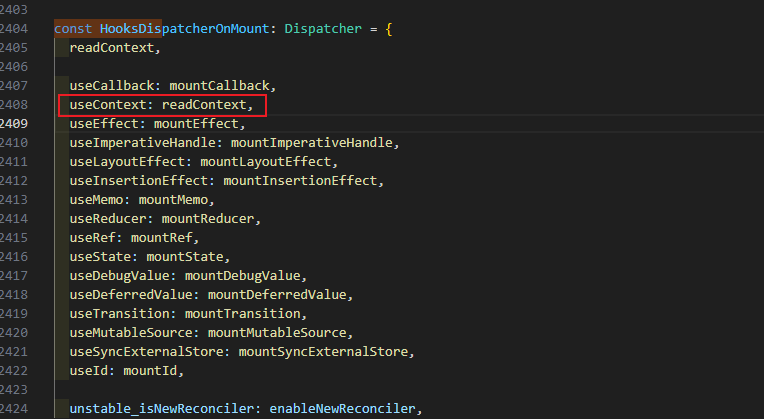 2403
2404 const HooksDispatcherOnMount: Dispatcher = {
2405 readContext,
2406
2407 useCallback: mountCallback,
2408 useContext: readContext,
2409 useEffect: mountEffect,
2410 useImperativeHandle: mountImperativeHandle,
2411 useLayoutEffect: mountLayoutEffect,
2412 useInsertionEffect: mountInsertionEffect,
2413 useMemo: mountMemo,
2414 useReducer: mountReducer,
2415 useRef: mountRef,
2416 useState: mountState,
2417 useDebugValue: mountDebugValue,
2418 useDeferredValue: mountDeferredValue,
2419 useTransition: mountTransition,
2420 useMutableSource: mountMutableSource,
2421 useSyncExternalStore: mountSyncExternalStore,
2422 useId: mountId,
2423
2424 unstable_isNewReconciler: enableNewReconciler,